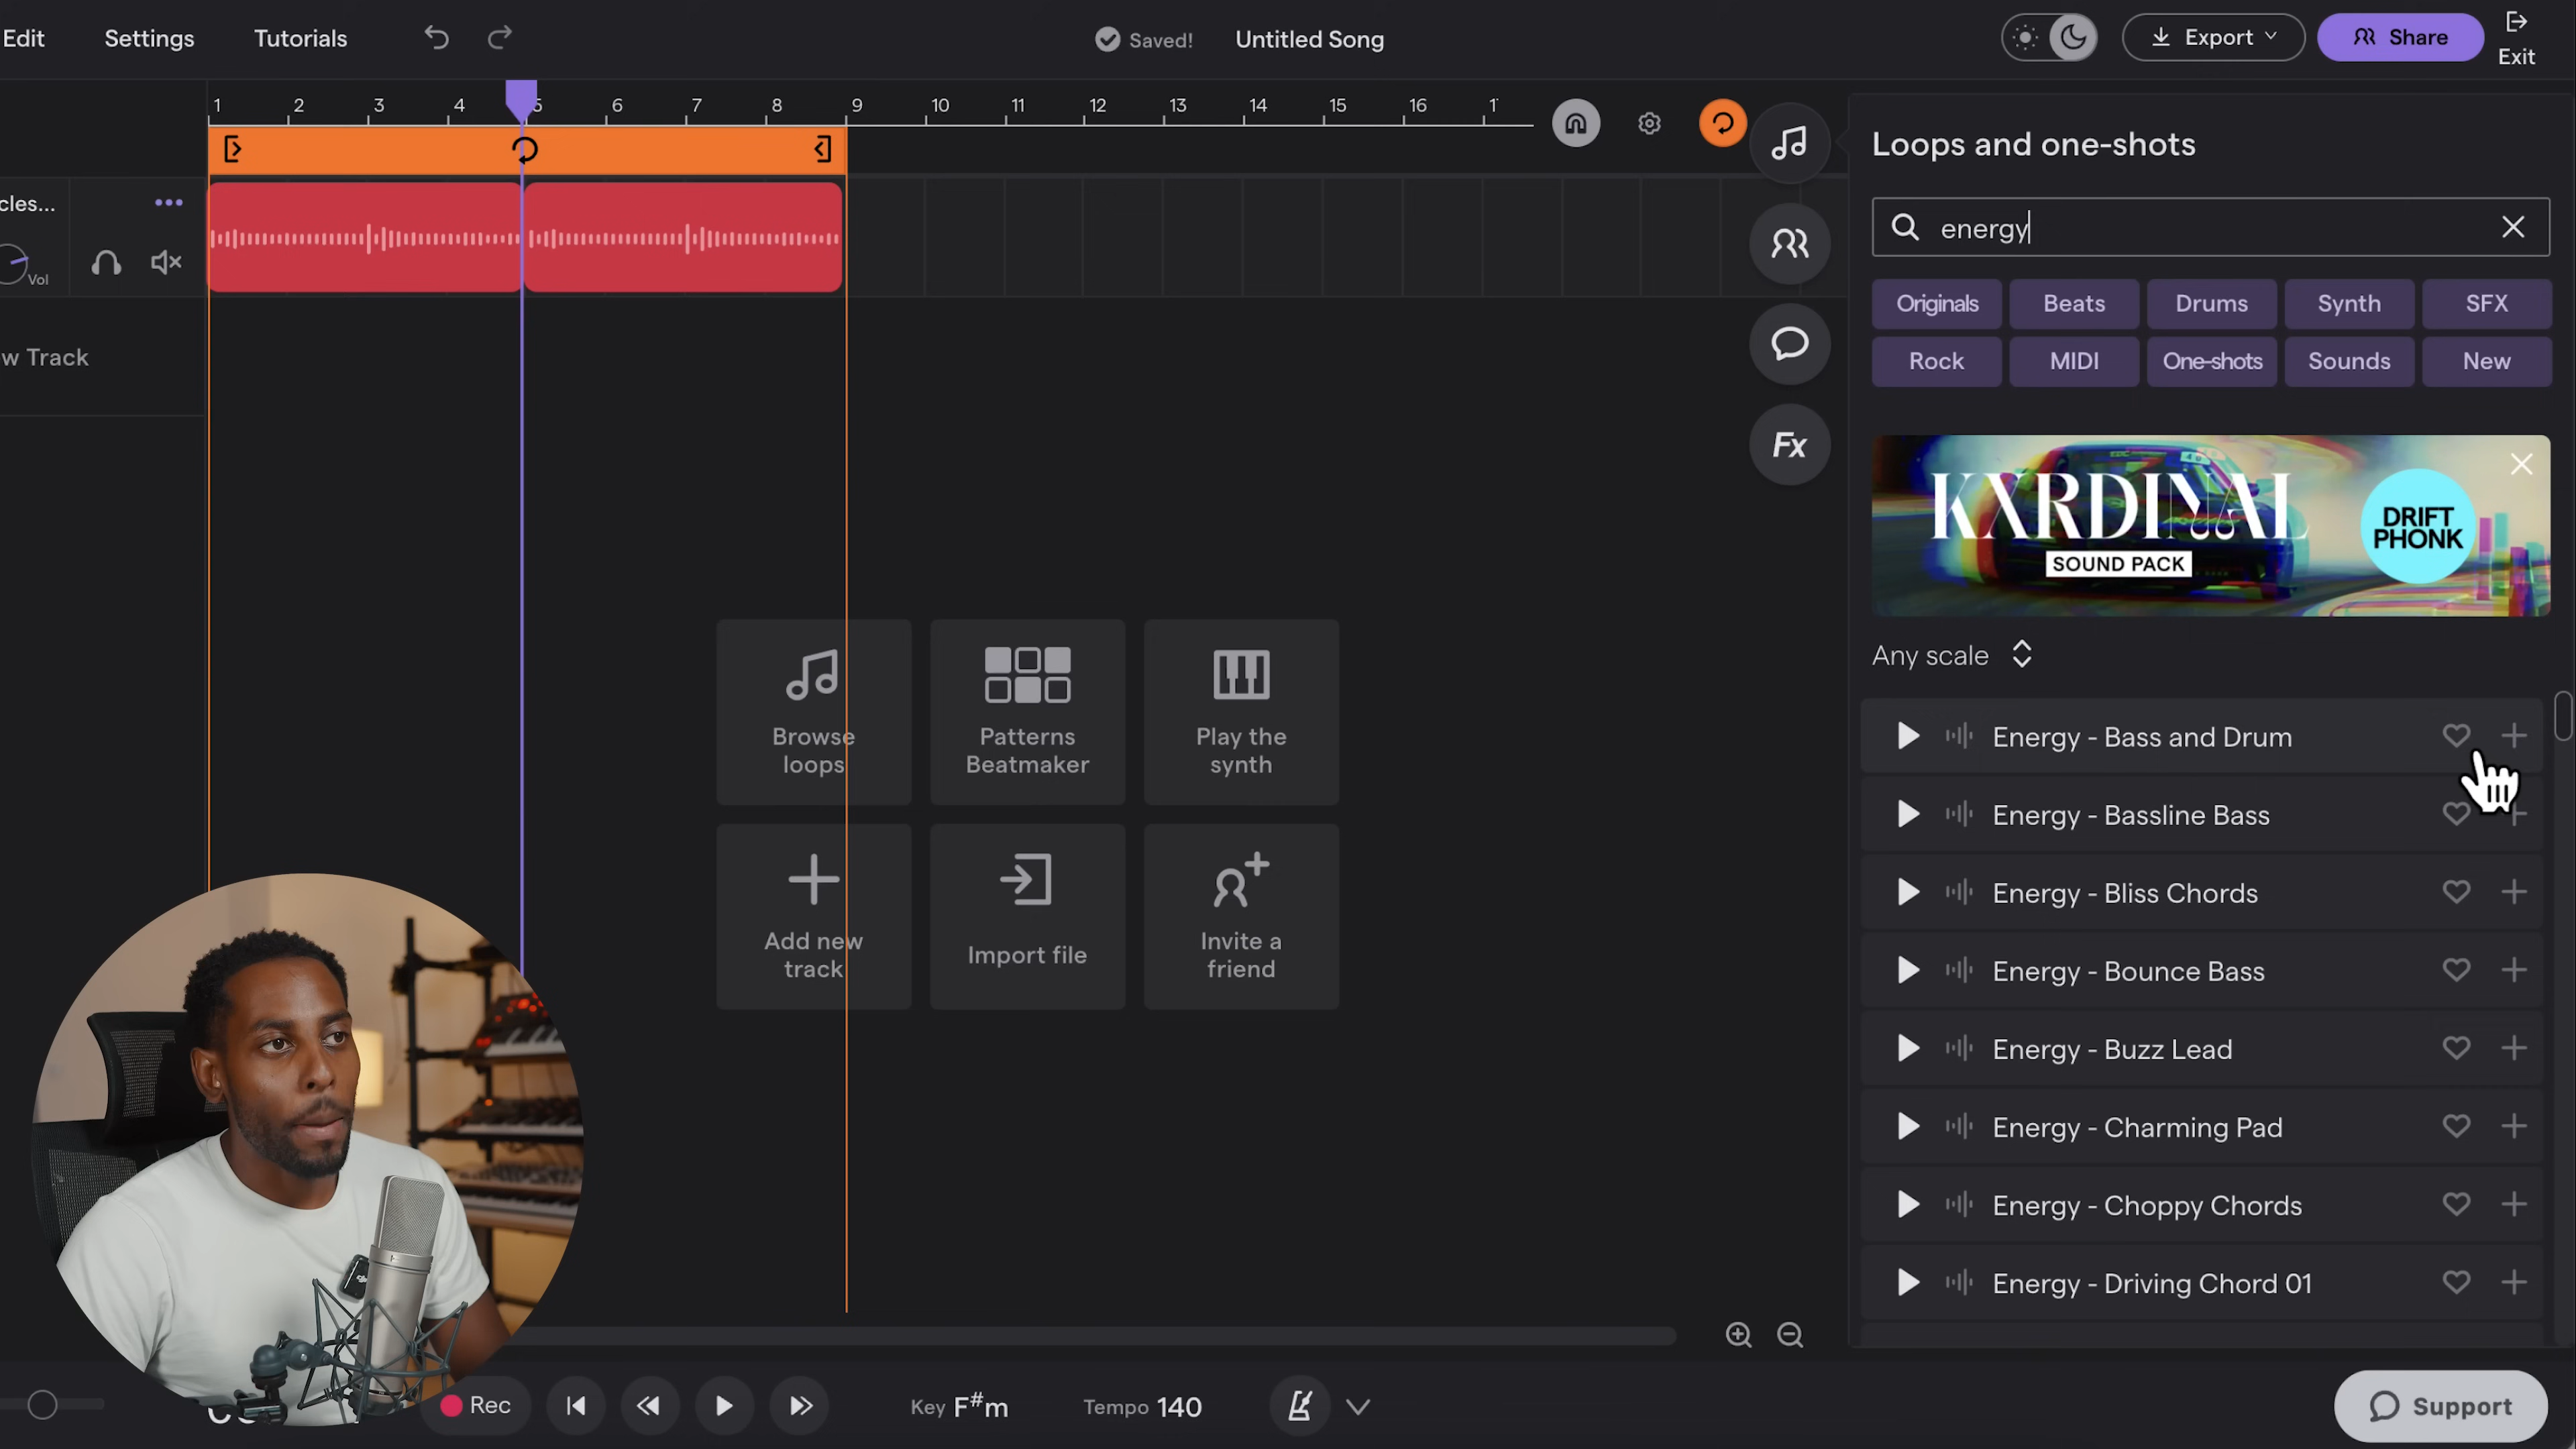 Edit
Settings
Tutorials
Saved!
Untitled Song
Export
Share
Exit
1 2 3 4 5 6 7 8 9 10 11 12 13 14 15 16
Loops and one-shots
energy
Originals Beats Drums Synth SFX
Rock MIDI One-shots Sounds New
KXRDINAL
SOUND PACK
DRIFT
PHONK
cles...
Vol
w Track
Any scale
Energy - Bass and Drum
Energy - Bassline Bass
Energy - Bliss Chords
Energy - Bounce Bass
Energy - Buzz Lead
Energy - Charming Pad
Energy - Choppy Chords
Energy - Driving Chord 01
Browse
loops
Patterns
Beatmaker
Play the
synth
Add new
track
Import file
Invite a
friend
Fx
Rec
Key F#m
Tempo 140
Support